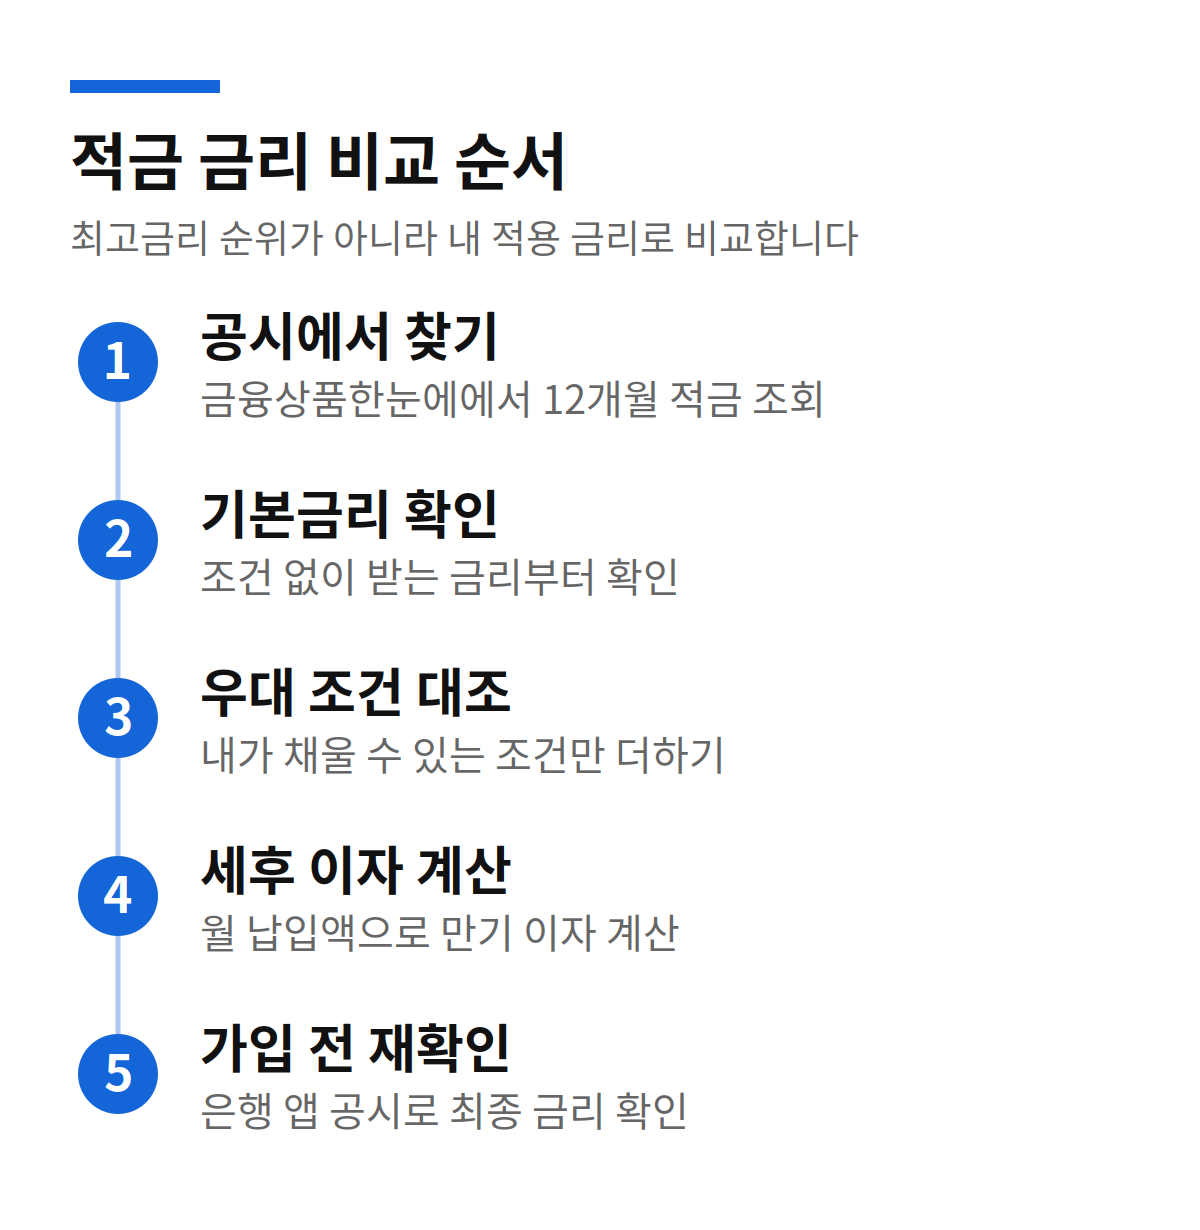 적금 금리 비교 순서
최고금리 순위가 아니라 내 적용 금리로 비교합니다
1
공시에서 찾기
금융상품한눈에에서 12개월 적금 조회
2
기본금리 확인
조건 없이 받는 금리부터 확인
3
우대 조건 대조
내가 채울 수 있는 조건만 더하기
4
세후 이자 계산
월 납입액으로 만기 이자 계산
5
가입 전 재확인
은행 앱 공시로 최종 금리 확인